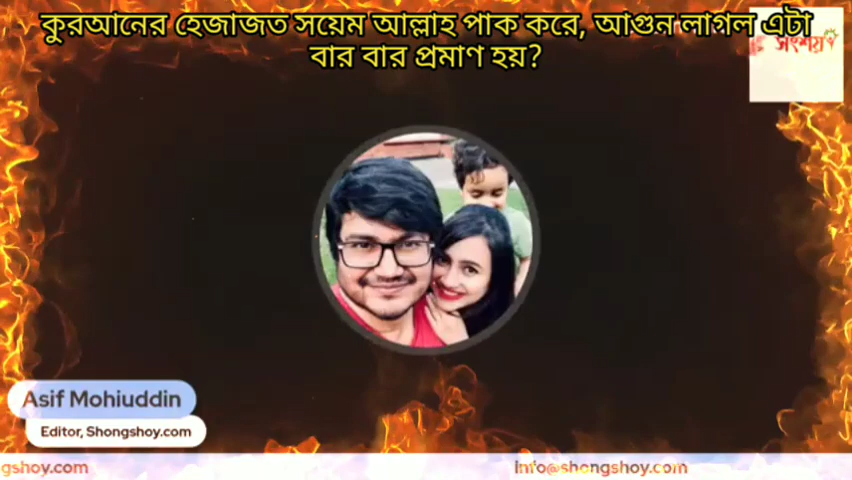 কুরআনের হেজাজত সয়েম আল্লাহ পাক করে, আগুন লাগল এটা
বার বার প্রমাণ হয়?
সংশয়
Asif Mohiuddin
Editor, Shongshoy.com
gshoy.com
info@shongshoy.com